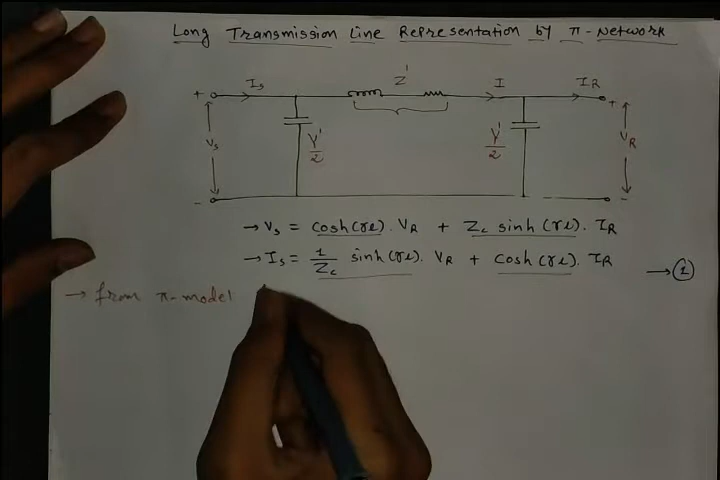 Long Transmission Line Representation by π-Network
Z'
+ Is I IR +
Vs Y'/2 Y'/2 VR
- -
→ Vs = cosh(γl). VR + Zc sinh(γl). IR
→ Is = 1/Zc sinh(γl). VR + cosh(γl). IR → ①
→ from π-model